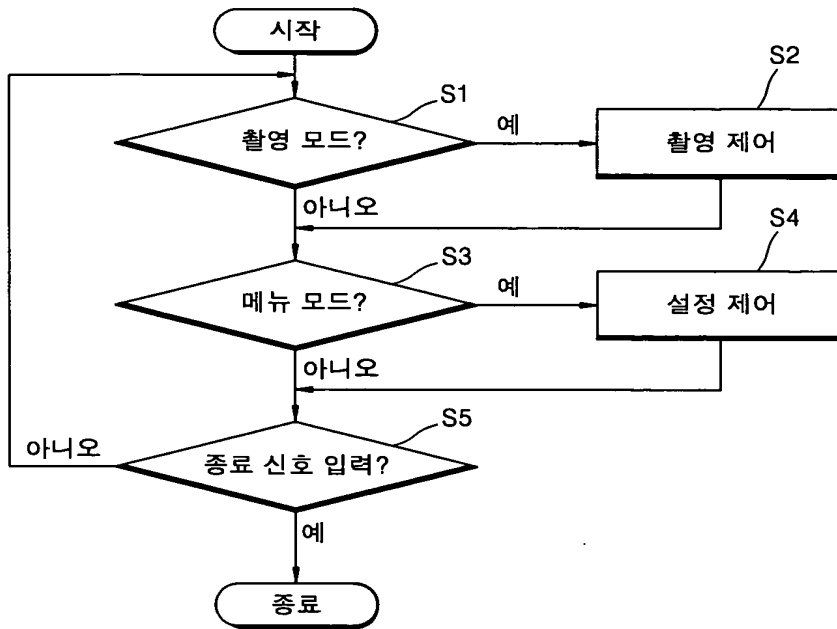 시작
S1
촬영 모드?
예
S2
촬영 제어
아니오
S3
메뉴 모드?
예
S4
설정 제어
아니오
S5
종료 신호 입력?
아니오
예
종료